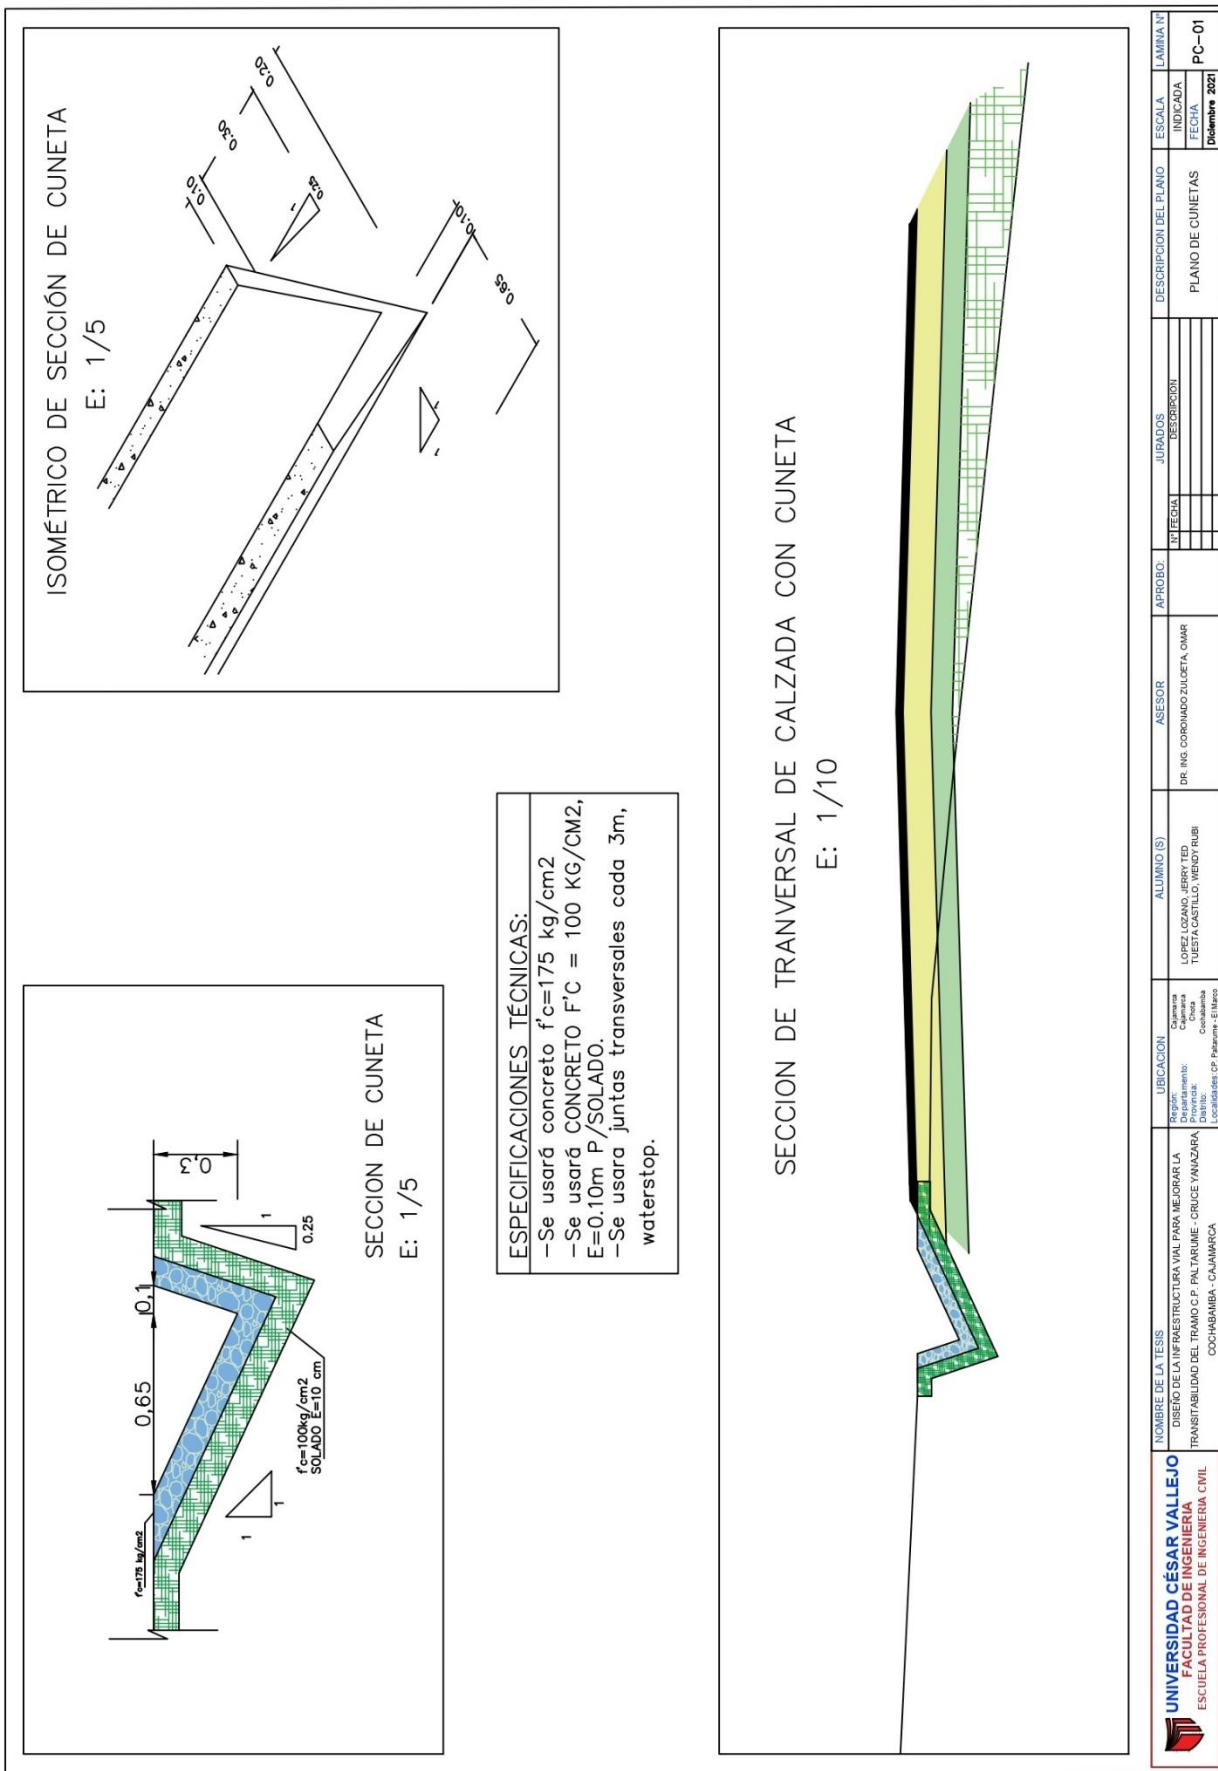 SECCION DE CUNETA
E: 1/5
0,65
0,1
0,3
f'c=175 kg/cm2
1
1
f'c=100kg/cm2
SOLADO E=10 cm
1
0.25
ISOMÉTRICO DE SECCIÓN DE CUNETA
E: 1/5
0.10
0.30
0.20
1
0.25
0.10
0.65
1
1
ESPECIFICACIONES TÉCNICAS:
-Se usará concreto f'c=175 kg/cm2
-Se usará CONCRETO F'C = 100 KG/CM2,
E=0.10m P/SOLADO.
-Se usara juntas transversales cada 3m,
waterstop.
SECCION DE TRANVERSAL DE CALZADA CON CUNETA
E: 1/10
UNIVERSIDAD CÉSAR VALLEJO
FACULTAD DE INGENIERIA
ESCUELA PROFESIONAL DE INGENIERIA CIVIL
NOMBRE DE LA TESIS
DISEÑO DE LA INFRAESTRUCTURA VIAL PARA MEJORAR LA
TRANSITABILIDAD DEL TRAMO C.P. PALTARUME - CRUCE YANAZARA,
COCHABAMBA - CAJAMARCA
UBICACION
Región: Cajamarca
Departamento: Cajamarca
Provincia: Chota
Distrito: Cochabamba
Localidades: CP. Paltarume - El Marco
ALUMNO (S)
LOPEZ LOZANO, JERRY TED
TUESTA CASTILLO, WENDY RUBI
ASESOR
DR. ING. CORONADO ZULOETA, OMAR
APROBO:
JURADOS
N° FECHA DESCRIPCION
DESCRIPCION DEL PLANO
PLANO DE CUNETAS
ESCALA
INDICADA
FECHA
Diciembre 2021
LAMINA N°
PC-01